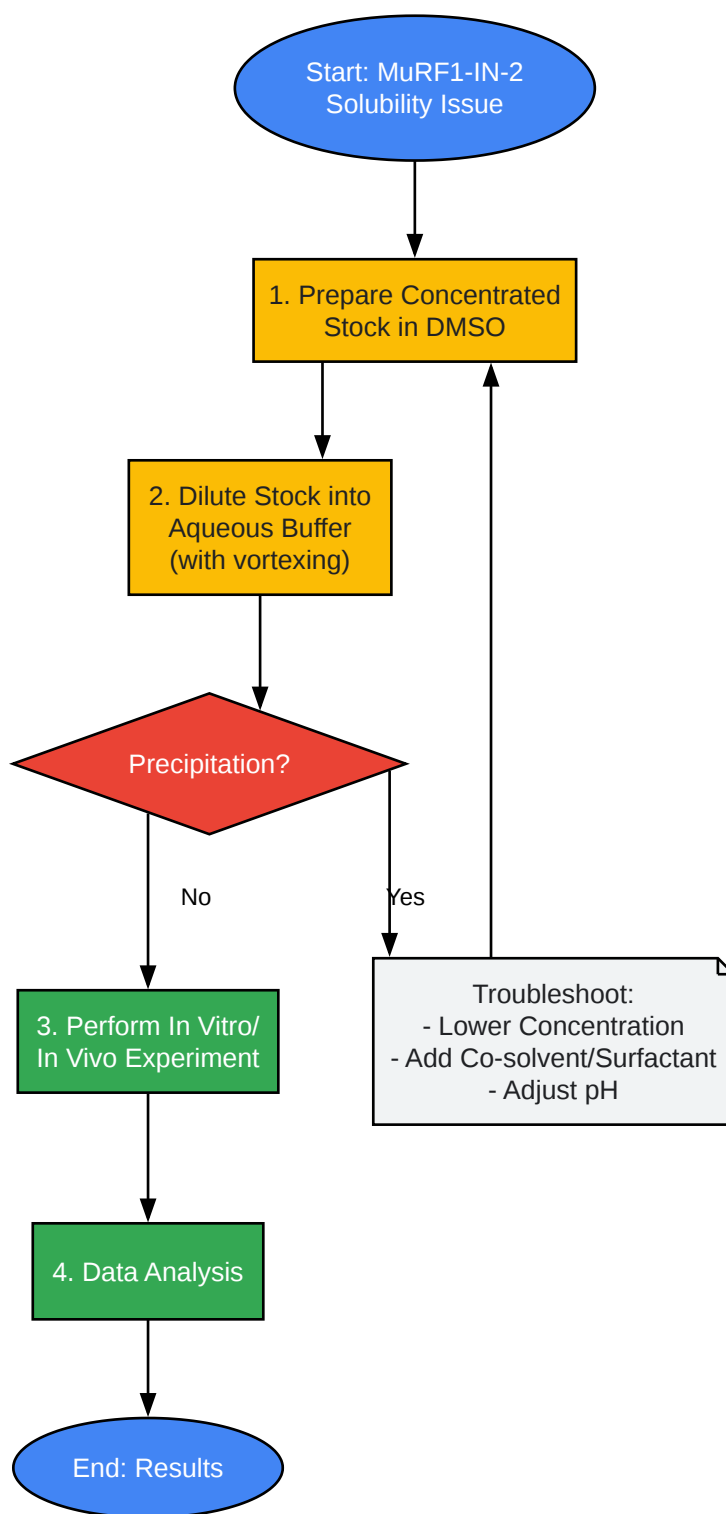 Start: MuRF1-IN-2
Solubility Issue
1. Prepare Concentrated
Stock in DMSO
2. Dilute Stock into
Aqueous Buffer
(with vortexing)
Precipitation?
No
Yes
3. Perform In Vitro/
In Vivo Experiment
Troubleshoot:
- Lower Concentration
- Add Co-solvent/Surfactant
- Adjust pH
4. Data Analysis
End: Results